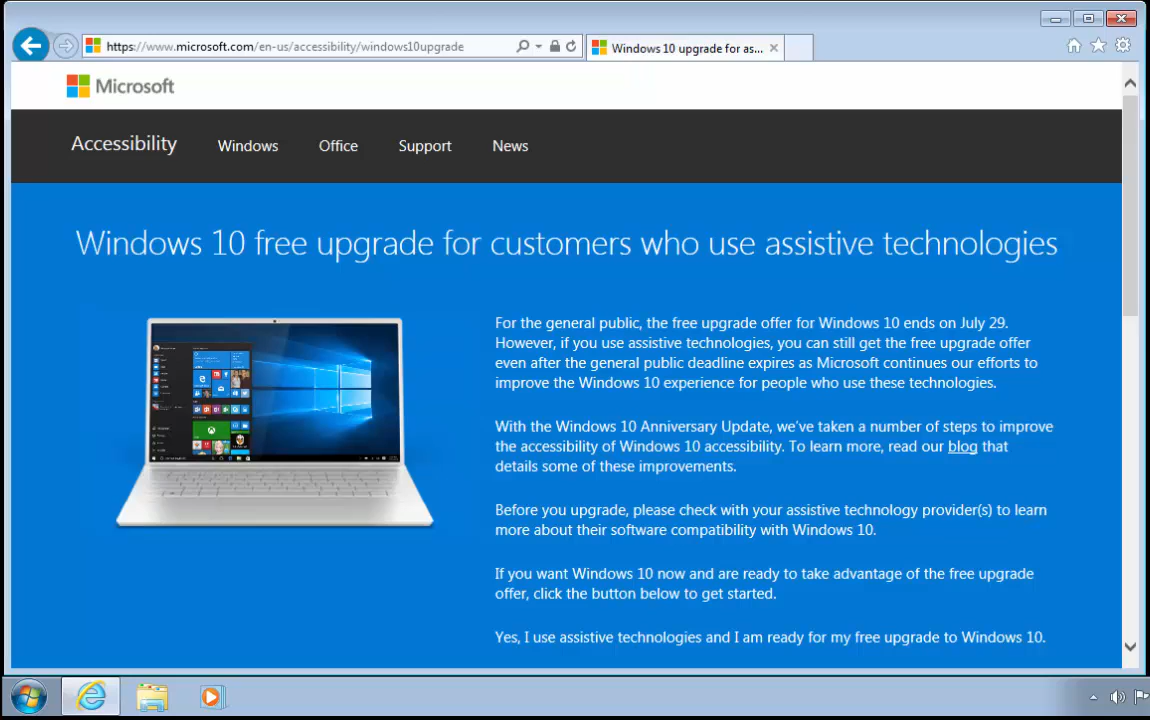 https://www.microsoft.com/en-us/accessibility/windows10upgrade
Windows 10 upgrade for as...
Microsoft
Accessibility Windows Office Support News
Windows 10 free upgrade for customers who use assistive technologies
For the general public, the free upgrade offer for Windows 10 ends on July 29.
However, if you use assistive technologies, you can still get the free upgrade offer
even after the general public deadline expires as Microsoft continues our efforts to
improve the Windows 10 experience for people who use these technologies.
With the Windows 10 Anniversary Update, we've taken a number of steps to improve
the accessibility of Windows 10 accessibility. To learn more, read our blog that
details some of these improvements.
Before you upgrade, please check with your assistive technology provider(s) to learn
more about their software compatibility with Windows 10.
If you want Windows 10 now and are ready to take advantage of the free upgrade
offer, click the button below to get started.
Yes, I use assistive technologies and I am ready for my free upgrade to Windows 10.